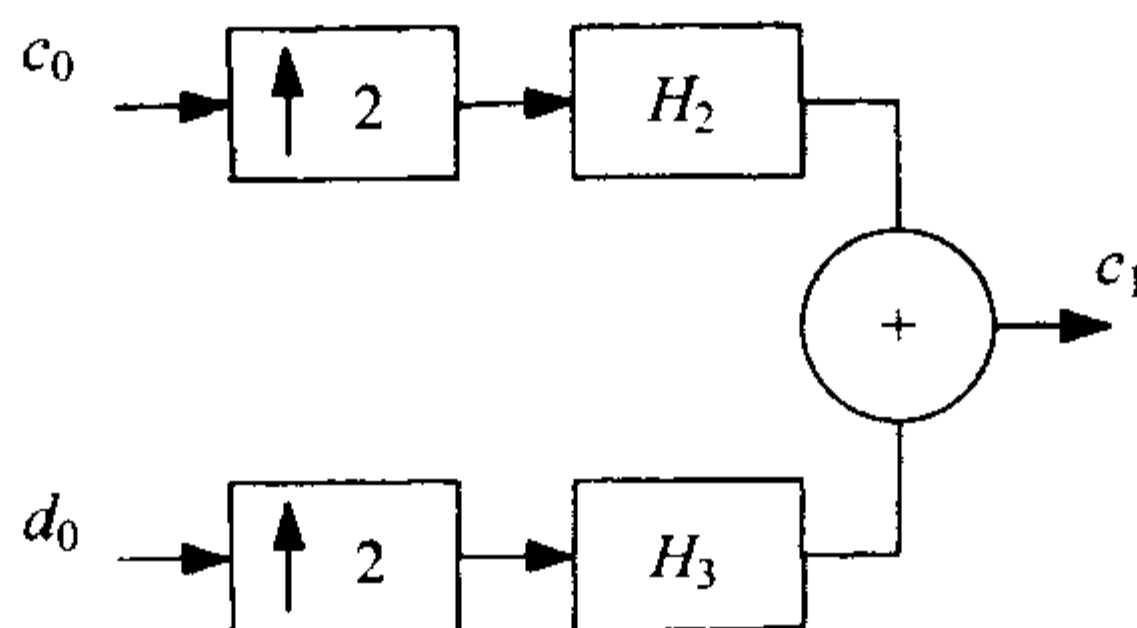 c₀ ↑ 2 H₂
+ c₁
d₀ ↑ 2 H₃